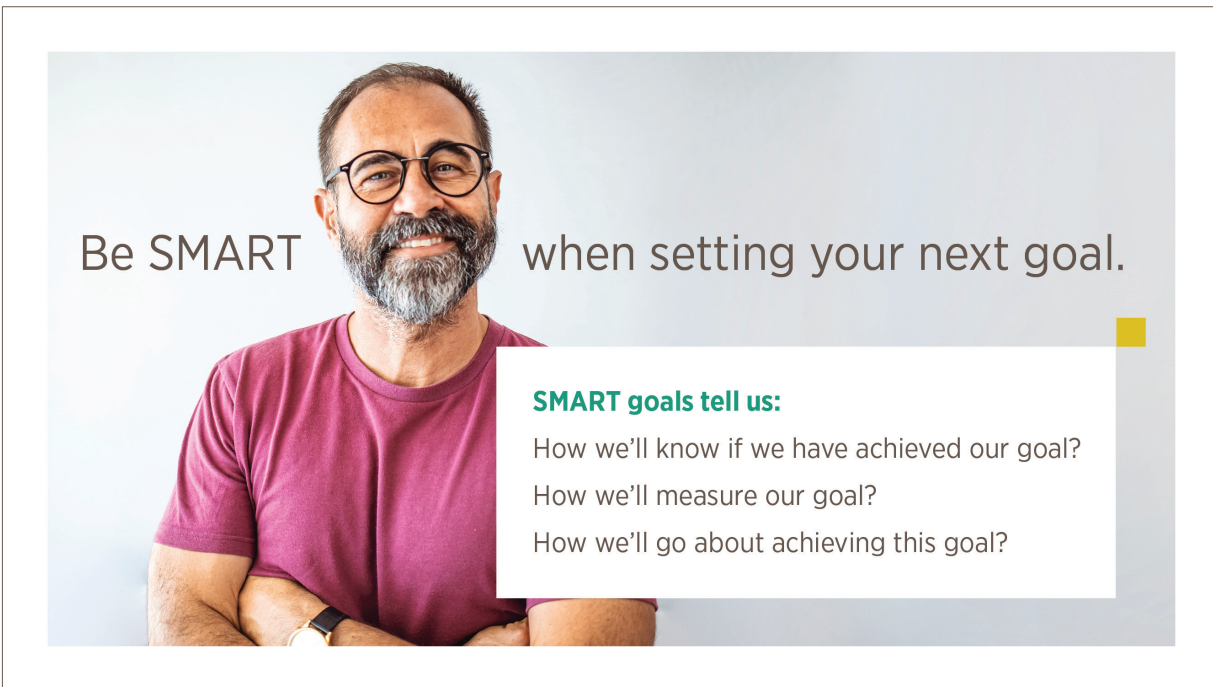 Be SMART when setting your next goal.
SMART goals tell us:
How we’ll know if we have achieved our goal?
How we’ll measure our goal?
How we’ll go about achieving this goal?